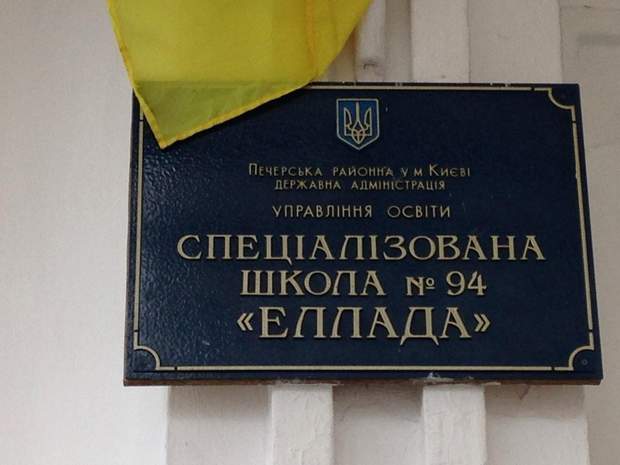 Печерська районна у м Києві
державна адміністрація
управління освіти
Спеціалізована
школа № 94
«Еллада»